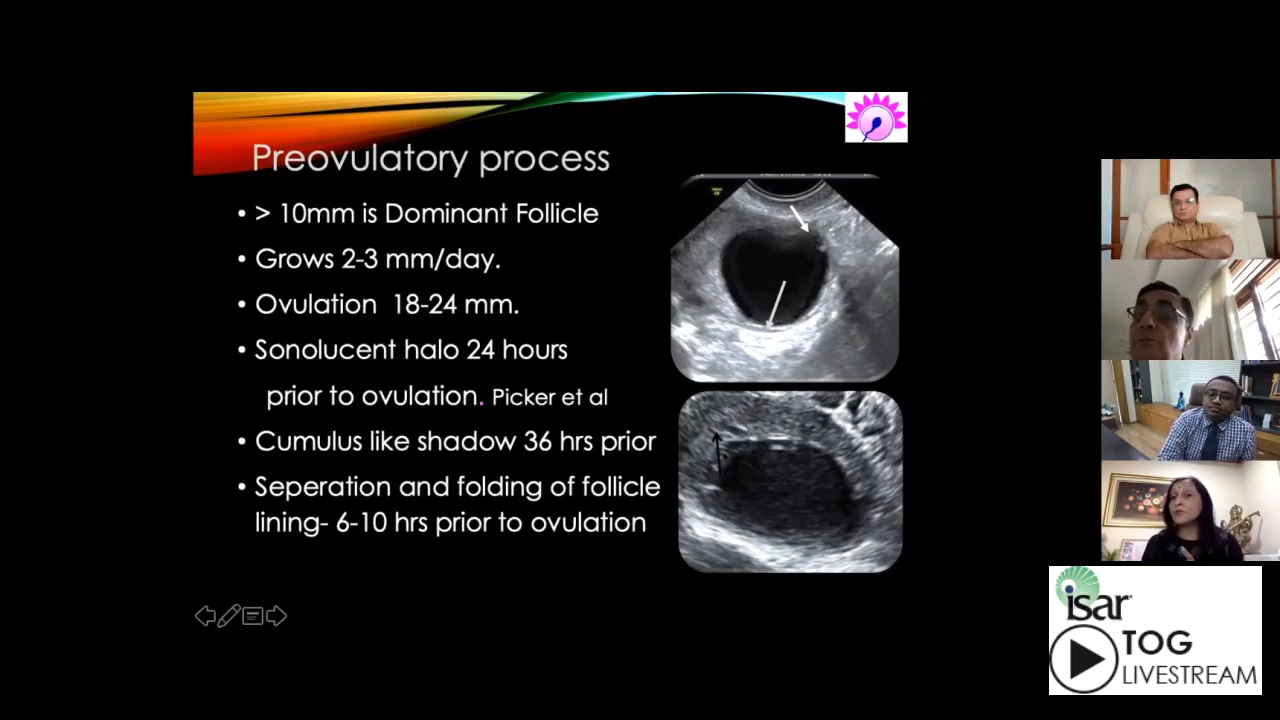 Preovulatory process
• > 10mm is Dominant Follicle
• Grows 2-3 mm/day.
• Ovulation 18-24 mm.
• Sonolucent halo 24 hours
prior to ovulation. Picker et al
• Cumulus like shadow 36 hrs prior
• Seperation and folding of follicle
lining- 6-10 hrs prior to ovulation
isar
TOG
LIVESTREAM